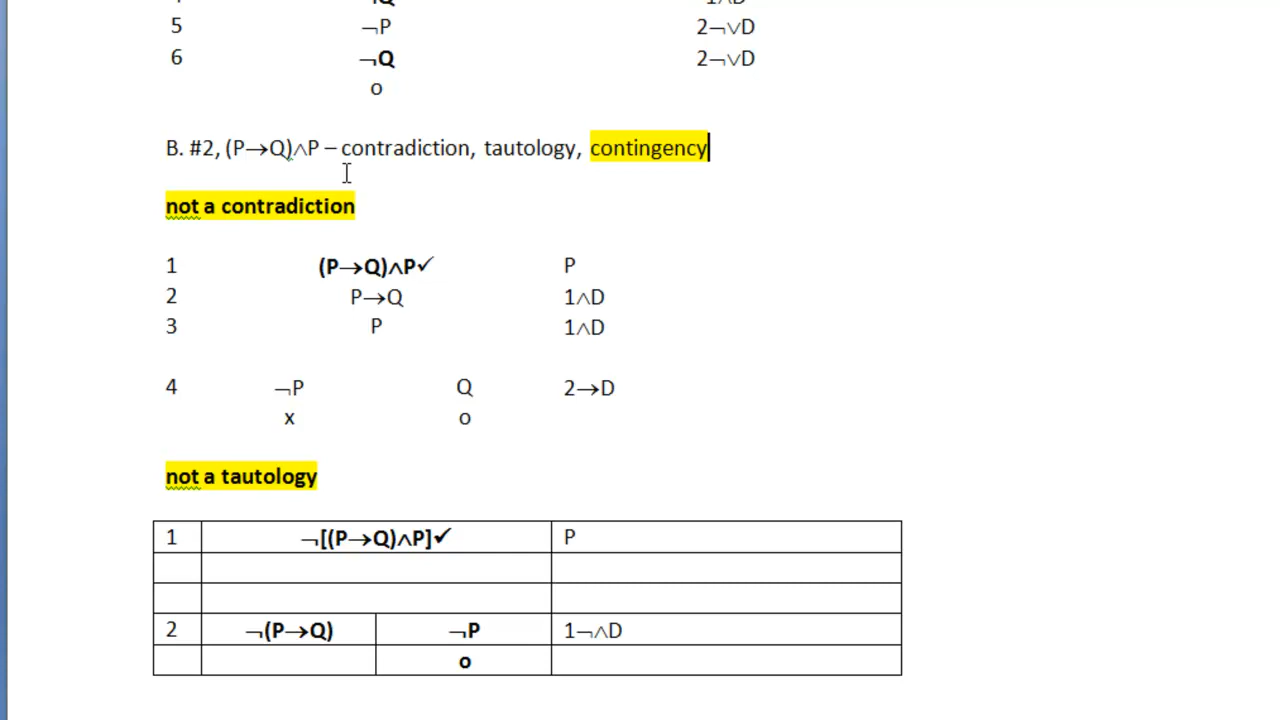 5 ¬P 2¬∨D
6 ¬Q 2¬∨D
o
B. #2, (P→Q)∧P – contradiction, tautology, contingency
not a contradiction
1 (P→Q)∧P✓ P
2 P→Q 1∧D
3 P 1∧D
4 ¬P Q 2→D
x o
not a tautology
1 ¬[(P→Q)∧P]✓ P
2 ¬(P→Q) ¬P 1¬∧D
o